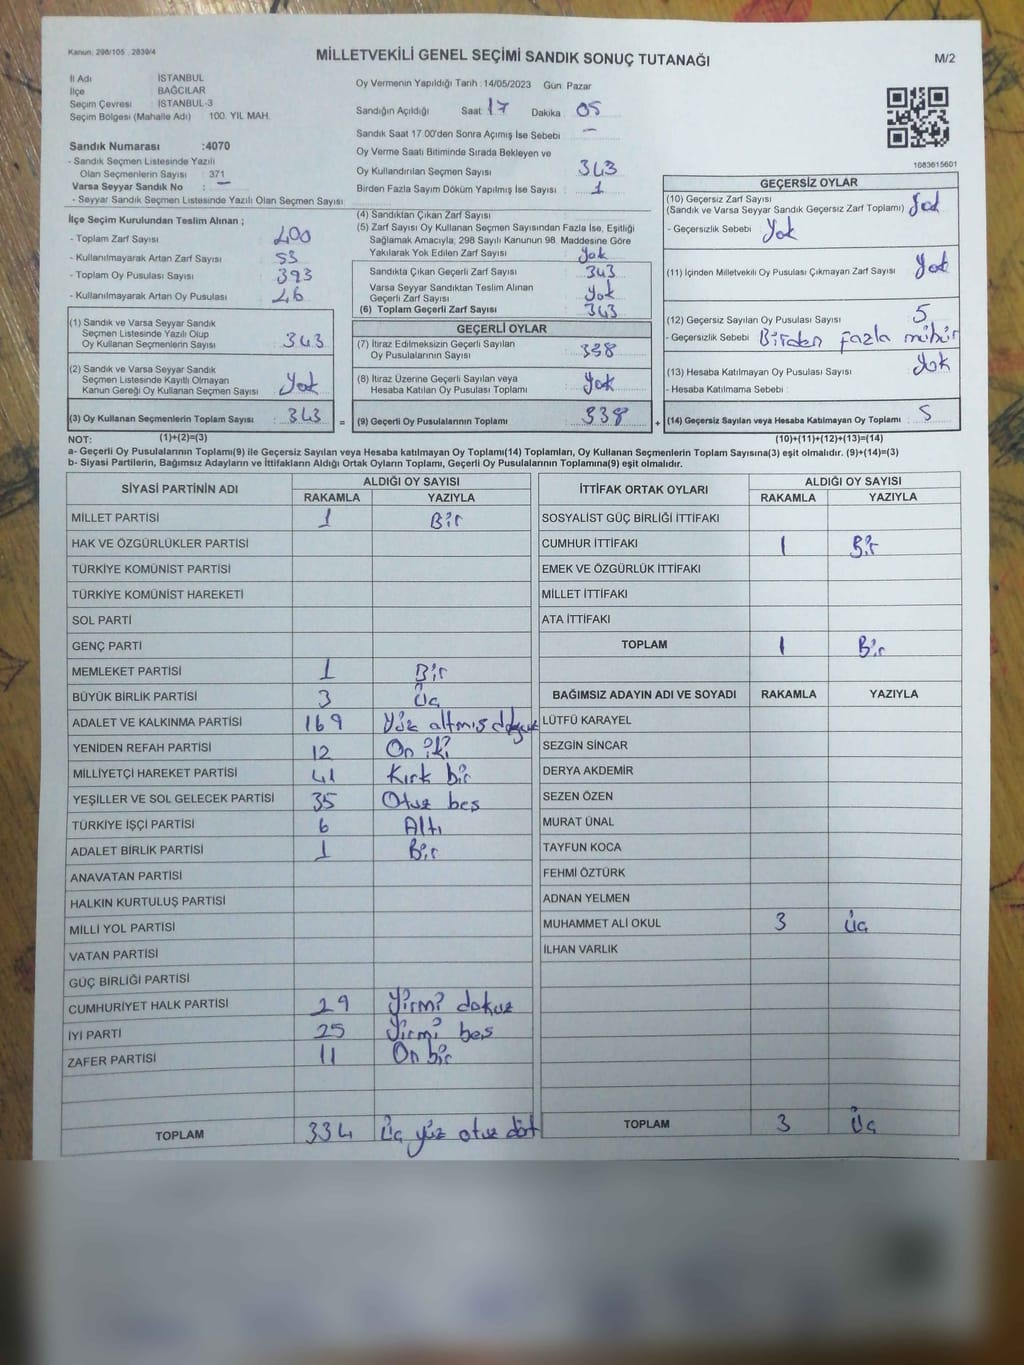 Kanun: 298/105 2839/4
MİLLETVEKİLİ GENEL SEÇİMİ SANDIK SONUÇ TUTANAĞI
M/2
İl Adı İSTANBUL
İlçe BAĞCILAR
Seçim Çevresi : İSTANBUL-3
Seçim Bölgesi (Mahalle Adı) 100. YIL MAH.
Sandık Numarası :4070
- Sandık Seçmen Listesinde Yazılı
Olan Seçmenlerin Sayısı : 371
Varsa Seyyar Sandık No : -
- Seyyar Sandık Seçmen Listesinde Yazılı Olan Seçmen Sayısı:
Oy Vermenin Yapıldığı Tarih :14/05/2023 Gün: Pazar
Sandığın Açıldığı Saat 17 Dakika 05
Sandık Saat 17.00'den Sonra Açımış İse Sebebi -
Oy Verme Saati Bitiminde Sırada Bekleyen ve
Oy Kullandırılan Seçmen Sayısı 343
Birden Fazla Sayım Döküm Yapılmış İse Sayısı 1
1083615601
İlçe Seçim Kurulundan Teslim Alınan ;
- Toplam Zarf Sayısı 400
- Kullanılmayarak Artan Zarf Sayısı
- Toplam Oy Pusulası Sayısı 393
- Kullanılmayarak Artan Oy Pusulası
(1) Sandık ve Varsa Seyyar Sandık
Seçmen Listesinde Yazılı Olup
Oy Kullanan Seçmenlerin Sayısı 343
(2) Sandık ve Varsa Seyyar Sandık
Seçmen Listesinde Kayıtlı Olmayan
Kanun Gereği Oy Kullanan Seçmen Sayısı Yok
(3) Oy Kullanan Seçmenlerin Toplam Sayısı : 343 =
(4) Sandıktan Çıkan Zarf Sayısı
(5) Zarf Sayısı Oy Kullanan Seçmen Sayısından Fazla İse, Eşitliği
Sağlamak Amacıyla, 298 Sayılı Kanunun 98. Maddesine Göre
Yakılarak Yok Edilen Zarf Sayısı Yok
Sandıkta Çıkan Geçerli Zarf Sayısı : 343
Varsa Seyyar Sandıktan Teslim Alınan
Geçerli Zarf Sayısı Yok
(6) Toplam Geçerli Zarf Sayısı : 343
GEÇERLİ OYLAR
(7) İtiraz Edilmeksizin Geçerli Sayılan
Oy Pusulalarının Sayısı 338
(8) İtiraz Üzerine Geçerli Sayılan veya
Hesaba Katılan Oy Pusulası Toplamı Yok
(9) Geçerli Oy Pusulalarının Toplamı : 338 +
GEÇERSİZ OYLAR
(10) Geçersiz Zarf Sayısı
(Sandık ve Varsa Seyyar Sandık Geçersiz Zarf Toplamı) Yok
- Geçersizlik Sebebi Yok
(11) İçinden Milletvekili Oy Pusulası Çıkmayan Zarf Sayısı Yok
(12) Geçersiz Sayılan Oy Pusulası Sayısı 5
- Geçersizlik Sebebi Birden fazla mühür
(13) Hesaba Katılmayan Oy Pusulası Sayısı Yok
- Hesaba Katılmama Sebebi :
(14) Geçersiz Sayılan veya Hesaba Katılmayan Oy Toplamı : 5
NOT: (1)+(2)=(3) (10)+(11)+(12)+(13)=(14)
a- Geçerli Oy Pusulalarının Toplamı(9) ile Geçersiz Sayılan veya Hesaba katılmayan Oy Toplamı(14) Toplamları, Oy Kullanan Seçmenlerin Toplam Sayısına(3) eşit olmalıdır. (9)+(14)=(3)
b- Siyasi Partilerin, Bağımsız Adayların ve İttifakların Aldığı Ortak Oyların Toplamı, Geçerli Oy Pusulalarının Toplamına(9) eşit olmalıdır.
SİYASİ PARTİNİN ADI ALDIĞI OY SAYISI
RAKAMLA YAZIYLA
MİLLET PARTİSİ 1 Bir
HAK VE ÖZGÜRLÜKLER PARTİSİ
TÜRKİYE KOMÜNİST PARTİSİ
TÜRKİYE KOMÜNİST HAREKETİ
SOL PARTİ
GENÇ PARTİ
MEMLEKET PARTİSİ 1 Bir
BÜYÜK BİRLİK PARTİSİ 3 Üç
ADALET VE KALKINMA PARTİSİ 169 Yüz altmış dokuz
YENİDEN REFAH PARTİSİ 12 On iki
MİLLİYETÇİ HAREKET PARTİSİ 41 Kırk bir
YEŞİLLER VE SOL GELECEK PARTİSİ 35 Otuz bes
TÜRKİYE İŞÇİ PARTİSİ 6 Altı
ADALET BİRLİK PARTİSİ 1 Bir
ANAVATAN PARTİSİ
HALKIN KURTULUŞ PARTİSİ
MİLLİ YOL PARTİSİ
VATAN PARTİSİ
GÜÇ BİRLİĞİ PARTİSİ
CUMHURİYET HALK PARTİSİ 29 Yirmi dokuz
İYİ PARTİ 25 Yirmi bes
ZAFER PARTİSİ 11 On bir
TOPLAM 334 Üç yüz otuz dört
İTTİFAK ORTAK OYLARI ALDIĞI OY SAYISI
RAKAMLA YAZIYLA
SOSYALİST GÜÇ BİRLİĞİ İTTİFAKI
CUMHUR İTTİFAKI 1 Bir
EMEK VE ÖZGÜRLÜK İTTİFAKI
MİLLET İTTİFAKI
ATA İTTİFAKI
TOPLAM 1 Bir
BAĞIMSIZ ADAYIN ADI VE SOYADI RAKAMLA YAZIYLA
LÜTFÜ KARAYEL
SEZGİN SİNCAR
DERYA AKDEMİR
SEZEN ÖZEN
MURAT ÜNAL
TAYFUN KOCA
FEHMİ ÖZTÜRK
ADNAN YELMEN
MUHAMMET ALİ OKUL 3 Üç
İLHAN VARLIK
TOPLAM 3 Üç